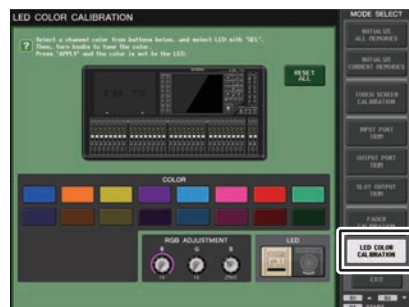 LED COLOR CALIBRATION
Select a channel color from buttons below, and select LED with "SEL".
Then, turn knobs to tune the color.
Press "APPLY" and the color is set to the LED.
RESET
ALL
COLOR
RGB ADJUSTMENT
R
G
B
LED
MODE SELECT
INITIALIZE
ALL MEMORIES
INITIALIZE
CURRENT MEMORIES
TOUCH SCREEN
CALIBRATION
INPUT PORT
TRIM
OUTPUT PORT
TRIM
SLOT OUTPUT
TRIM
FADER
CALIBRATION
LED COLOR
CALIBRATION
EXIT